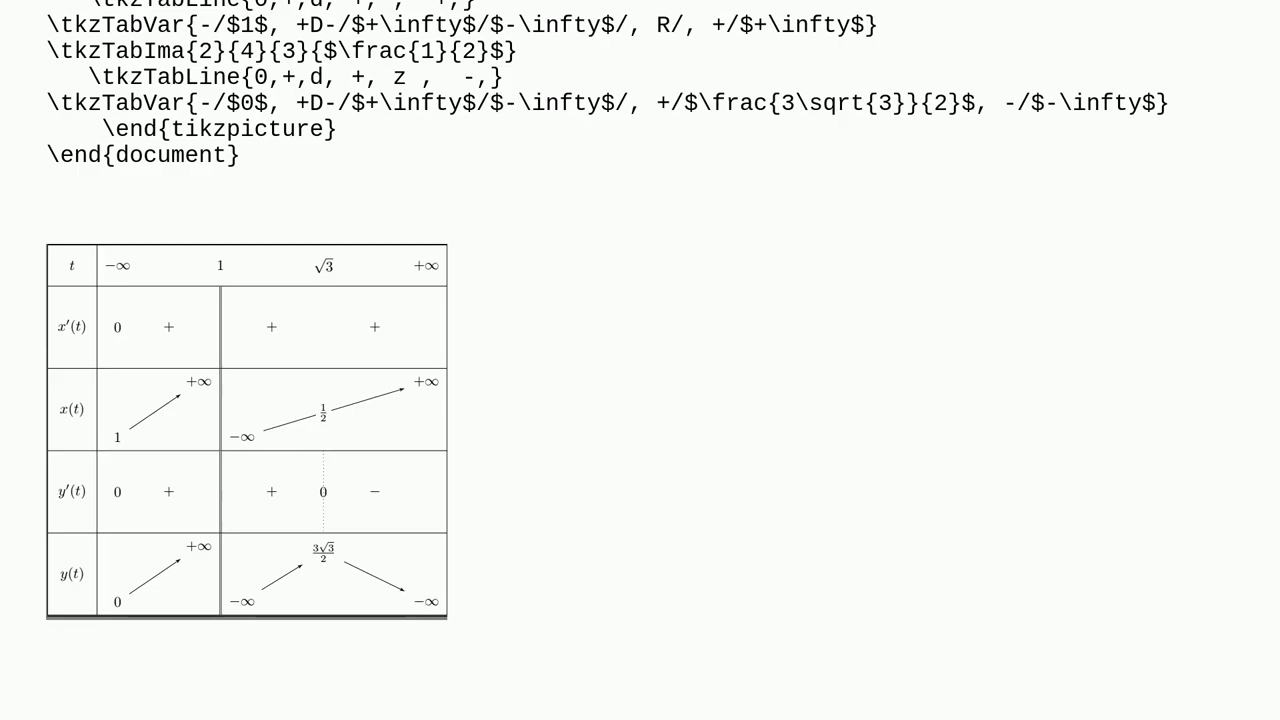 \tkzTabLine{0,+,d, +, , +,}
\tkzTabVar{-/$1$, +D-/$+\infty$/$-\infty$/, R/, +/$+\infty$}
\tkzTabIma{2}{4}{3}{$\frac{1}{2}$}
\tkzTabLine{0,+,d, +, z , -,}
\tkzTabVar{-/$0$, +D-/$+\infty$/$-\infty$/, +/$\frac{3\sqrt{3}}{2}$, -/$-\infty$}
\end{tikzpicture}
\end{document}
t −∞ 1 √3 +∞
x′(t) 0 + + +
+∞ +∞
x(t) 1/2
1 −∞
y′(t) 0 + + 0 −
+∞ 3√3/2
y(t)
0 −∞ −∞